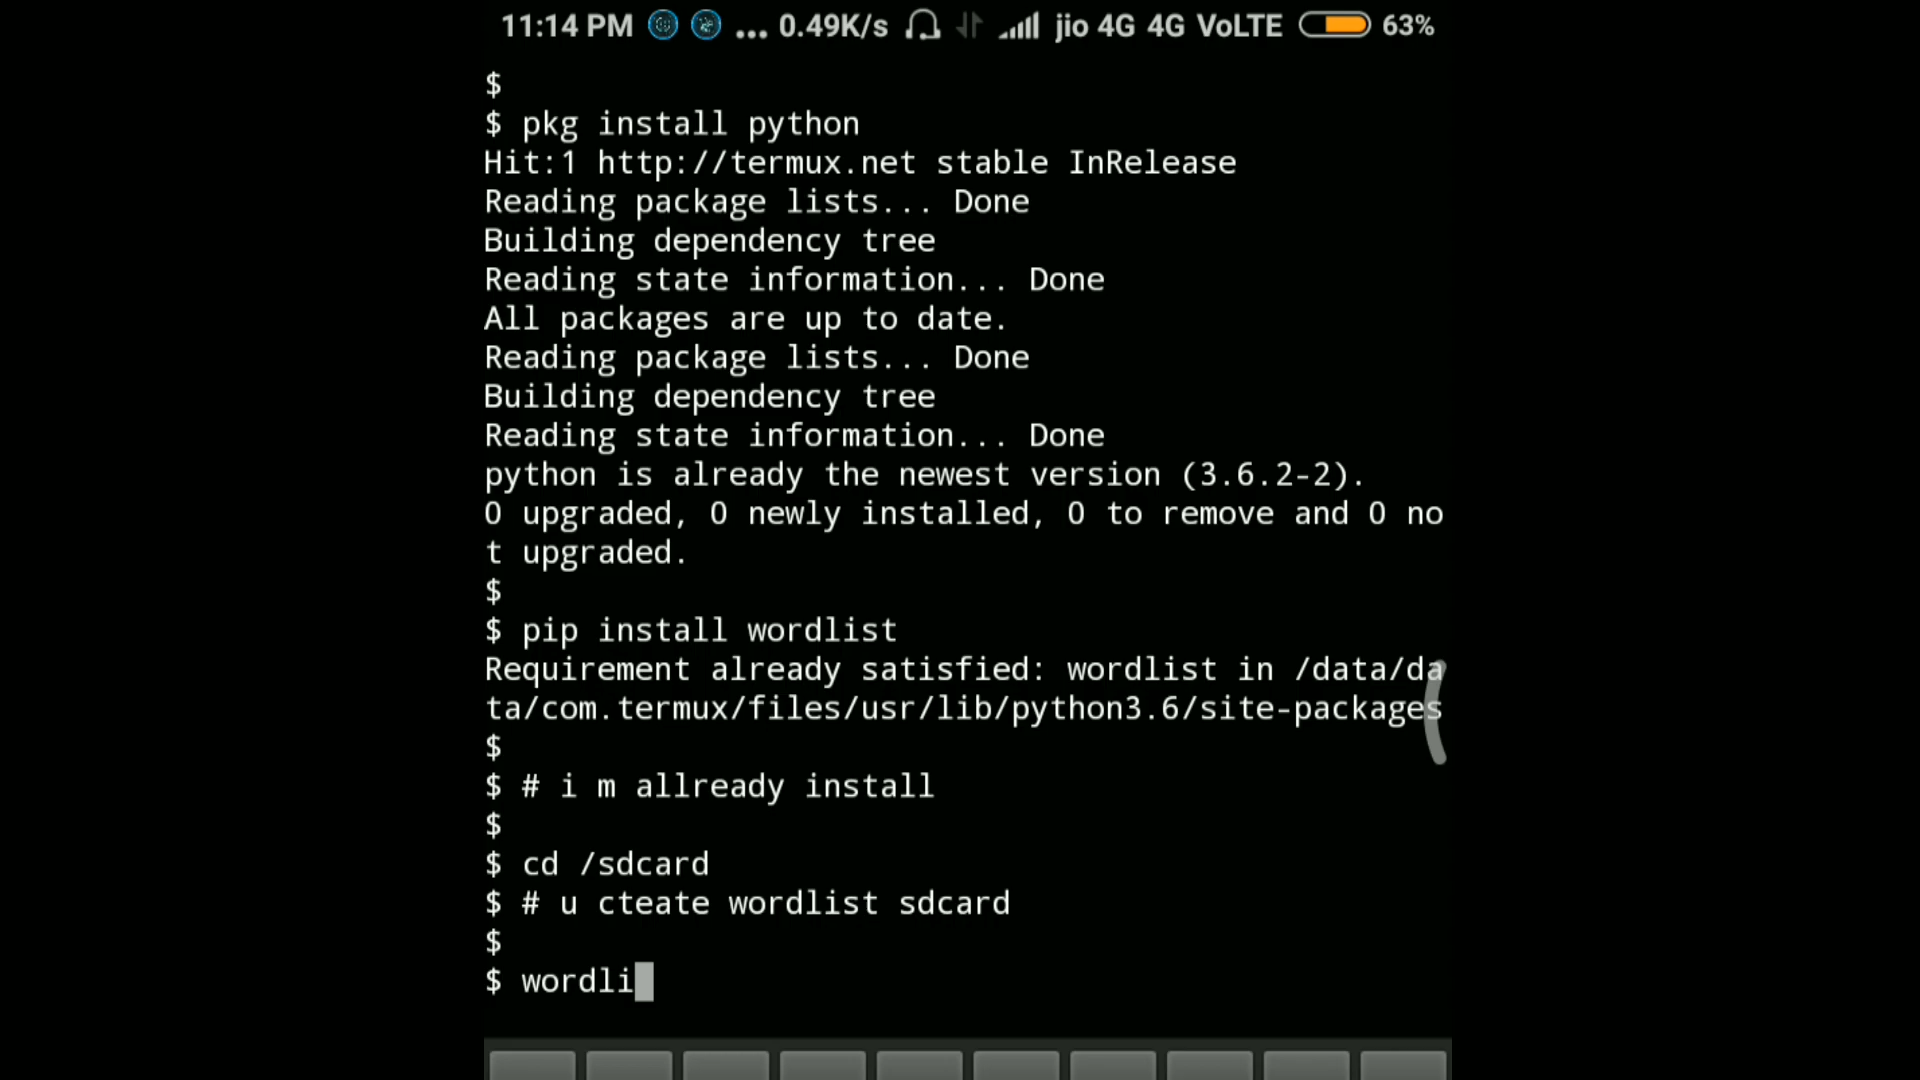 11:14 PM ... 0.49K/s jio 4G 4G VoLTE 63%
$
$ pkg install python
Hit:1 http://termux.net stable InRelease
Reading package lists... Done
Building dependency tree
Reading state information... Done
All packages are up to date.
Reading package lists... Done
Building dependency tree
Reading state information... Done
python is already the newest version (3.6.2-2).
0 upgraded, 0 newly installed, 0 to remove and 0 no
t upgraded.
$
$ pip install wordlist
Requirement already satisfied: wordlist in /data/da
ta/com.termux/files/usr/lib/python3.6/site-packages
$
$ # i m allready install
$
$ cd /sdcard
$ # u cteate wordlist sdcard
$
$ wordli